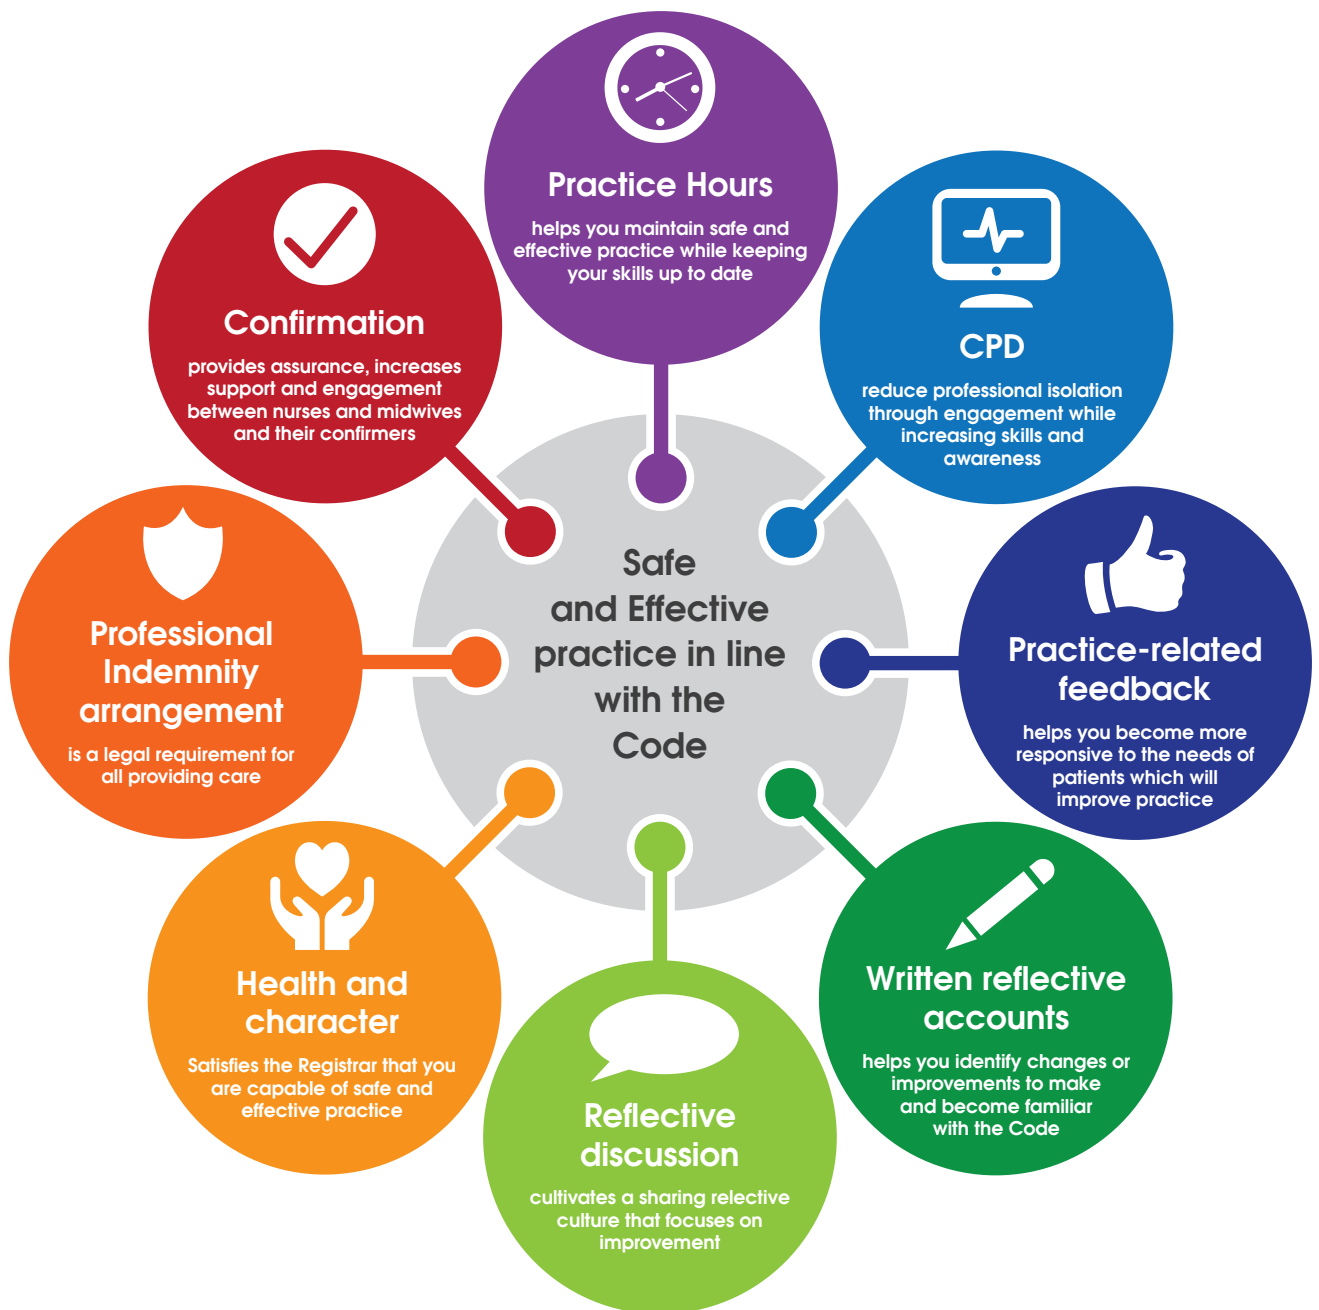 Practice Hours
helps you maintain safe and
effective practice while keeping
your skills up to date
CPD
reduce professional isolation
through engagement while
increasing skills and
awareness
Practice-related
feedback
helps you become more
responsive to the needs of
patients which will
improve practice
Written reflective
accounts
helps you identify changes or
improvements to make
and become familiar
with the Code
Reflective
discussion
cultivates a sharing relective
culture that focuses on
improvement
Health and
character
Satisfies the Registrar that you
are capable of safe and
effective practice
Professional
Indemnity
arrangement
is a legal requirement for
all providing care
Confirmation
provides assurance, increases
support and engagement
between nurses and midwives
and their confirmers
Safe
and Effective
practice in line
with the
Code